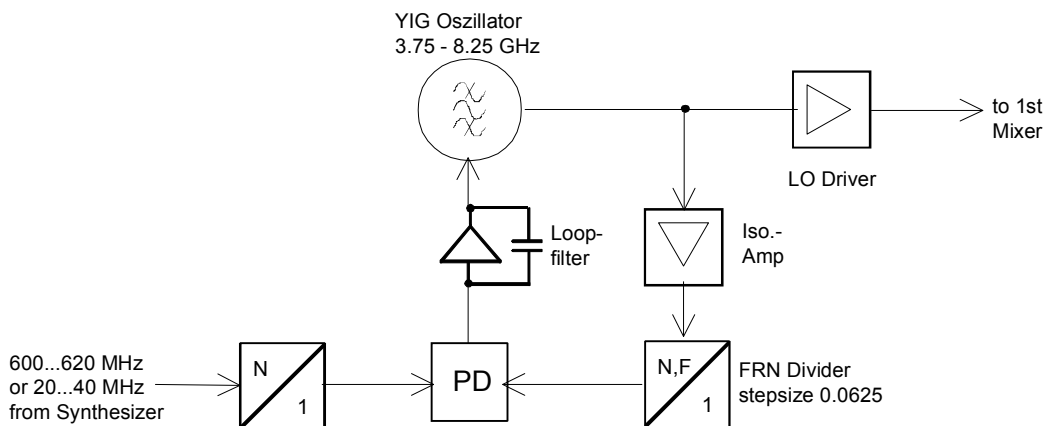 YIG Oszillator
3.75 - 8.25 GHz
to 1st
Mixer
LO Driver
Loop-
filter
Iso.-
Amp
600...620 MHz
or 20...40 MHz
from Synthesizer
N
1
PD
N,F
1
FRN Divider
stepsize 0.0625